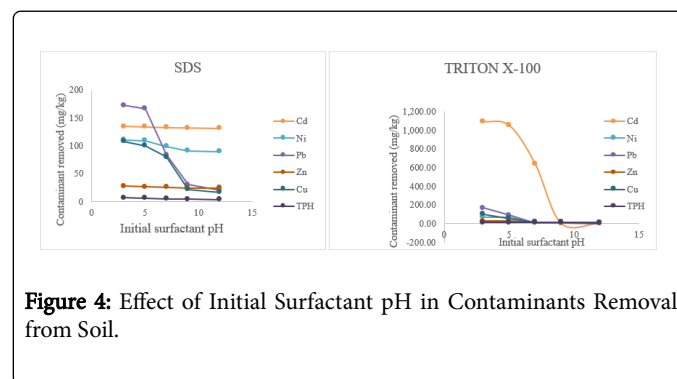 SDS
Contaminant removed (mg/kg)
200
150
100
50
0
0
5
10
15
Initial surfactant pH
Cd
Ni
Pb
Zn
Cu
TPH
TRITON X-100
Contaminant removed (mg/kg)
1,200.00
1,000.00
800.00
600.00
400.00
200.00
0.00
-200.00
0
5
10
15
Initial surfactant pH
Cd
Ni
Pb
Zn
Cu
TPH
Figure 4: Effect of Initial Surfactant pH in Contaminants Removal
from Soil.